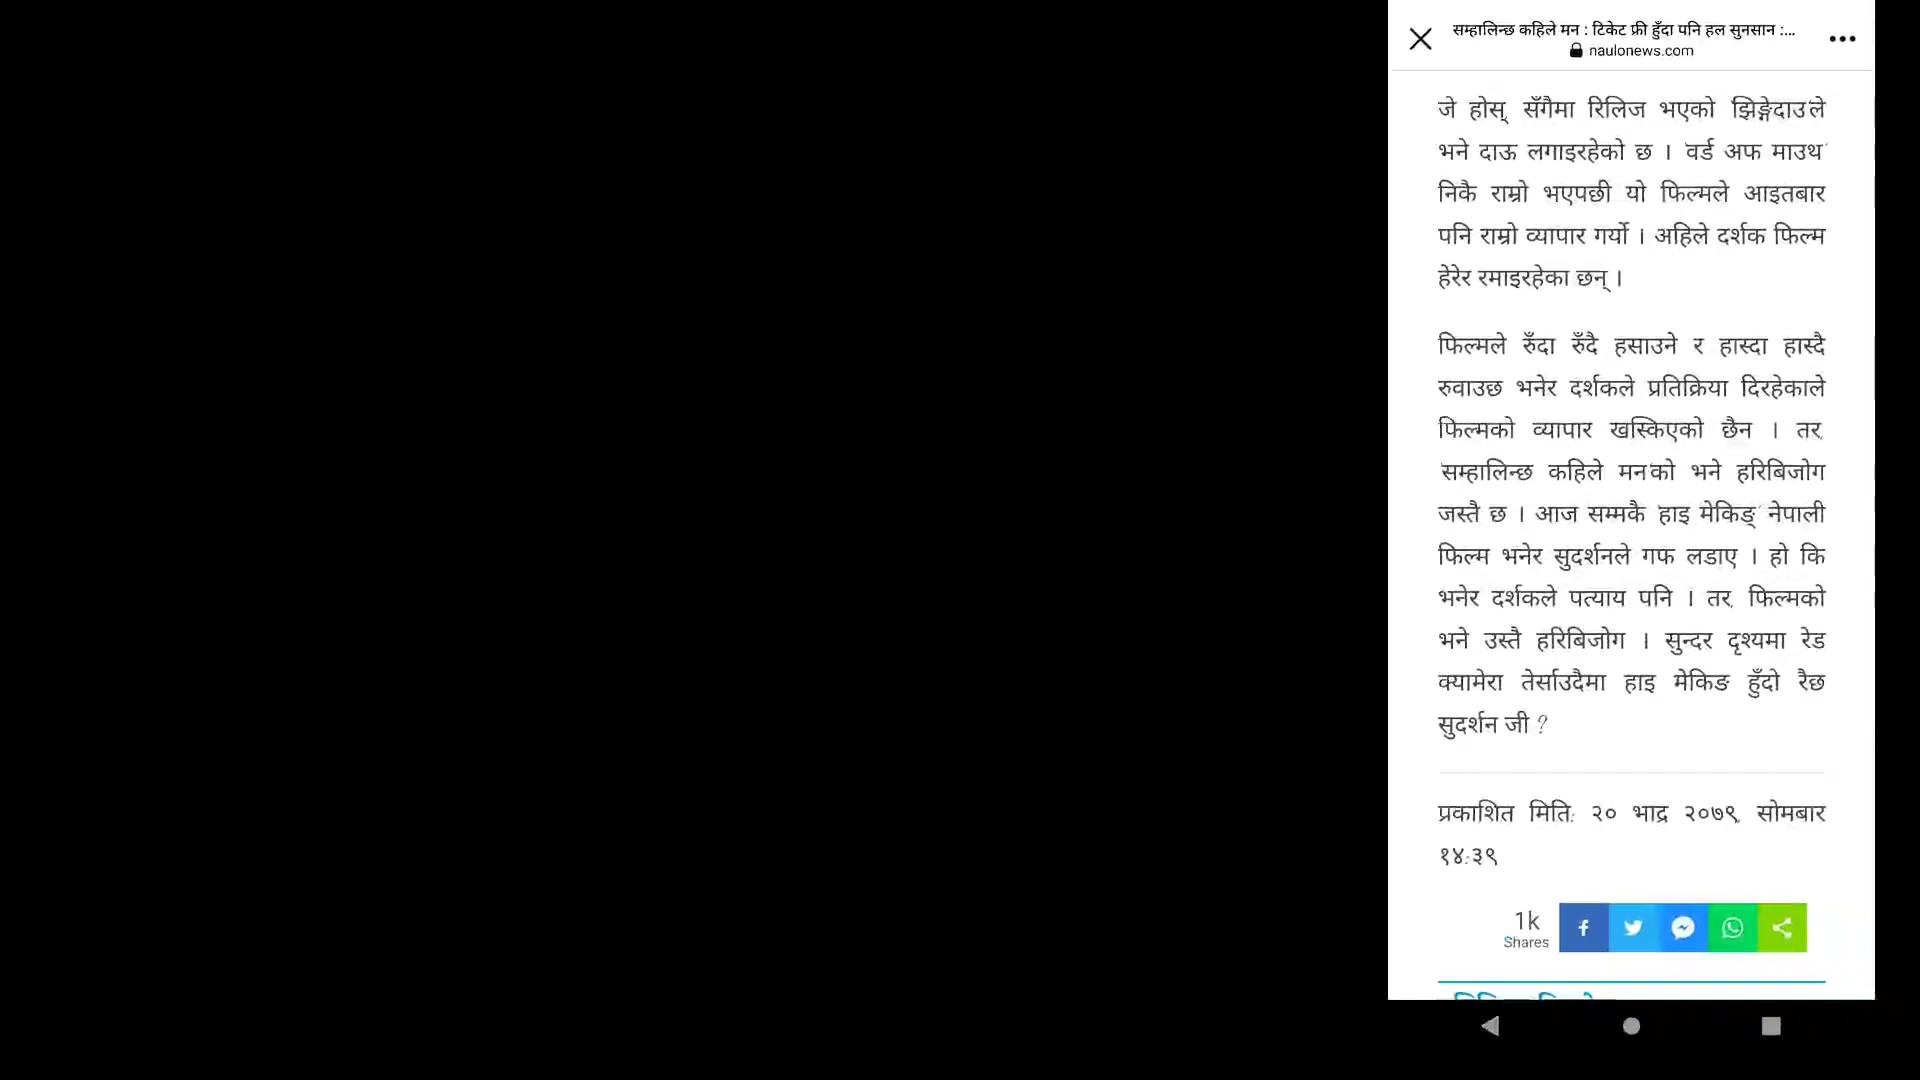 सम्हालिन्छ कहिले मन : टिकेट फ्री हुँदा पनि हल सुनसान :...
naulonews.com
जे होस्, सँगैमा रिलिज भएको 'झिङ्गेदाउ'ले
भने दाऊ लगाइरहेको छ । 'वर्ड अफ माउथ'
निकै राम्रो भएपछी यो फिल्मले आइतबार
पनि राम्रो व्यापार गर्यो । अहिले दर्शक फिल्म
हेरेर रमाइरहेका छन् ।
फिल्मले रुँदा रुँदै हसाउने र हास्दा हास्दै
रुवाउछ भनेर दर्शकले प्रतिक्रिया दिरहेकाले
फिल्मको व्यापार खस्किएको छैन । तर,
'सम्हालिन्छ कहिले मन'को भने हरिबिजोग
जस्तै छ । आज सम्मकै 'हाइ मेकिङ्' नेपाली
फिल्म भनेर सुदर्शनले गफ लडाए । हो कि
भनेर दर्शकले पत्याय पनि । तर, फिल्मको
भने उस्तै हरिबिजोग । सुन्दर दृश्यमा रेड
क्यामेरा तेर्साउदैमा हाइ मेकिङ हुँदो रैछ
सुदर्शन जी ?
प्रकाशित मिति: २० भाद्र २०७९, सोमबार
१४:३९
1k
Shares